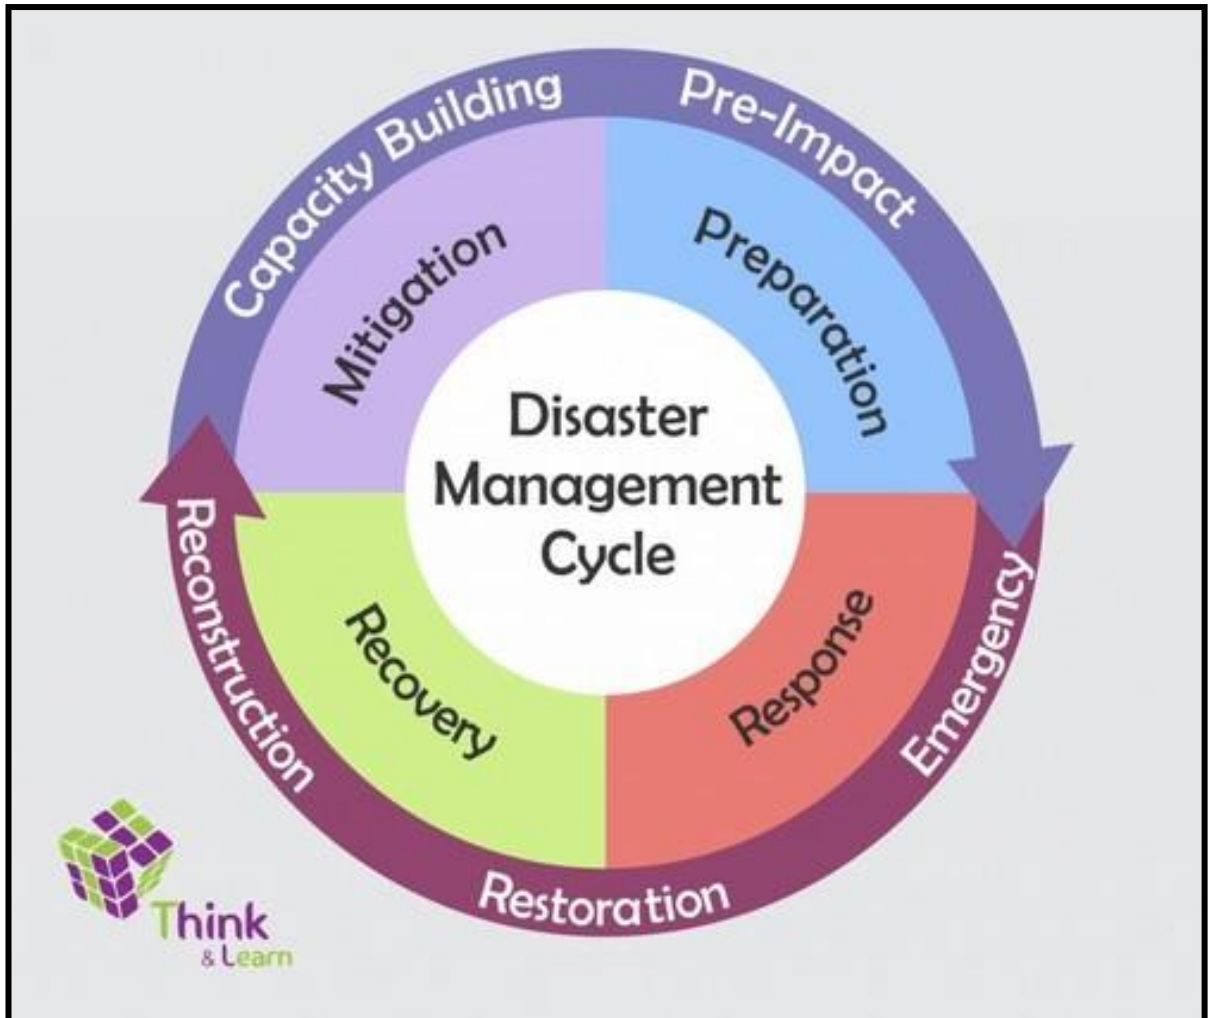 Capacity Building
Pre-Impact
Mitigation
Preparation
Disaster
Management
Cycle
Reconstruction
Recovery
Response
Emergency
Restoration
Think
& Learn